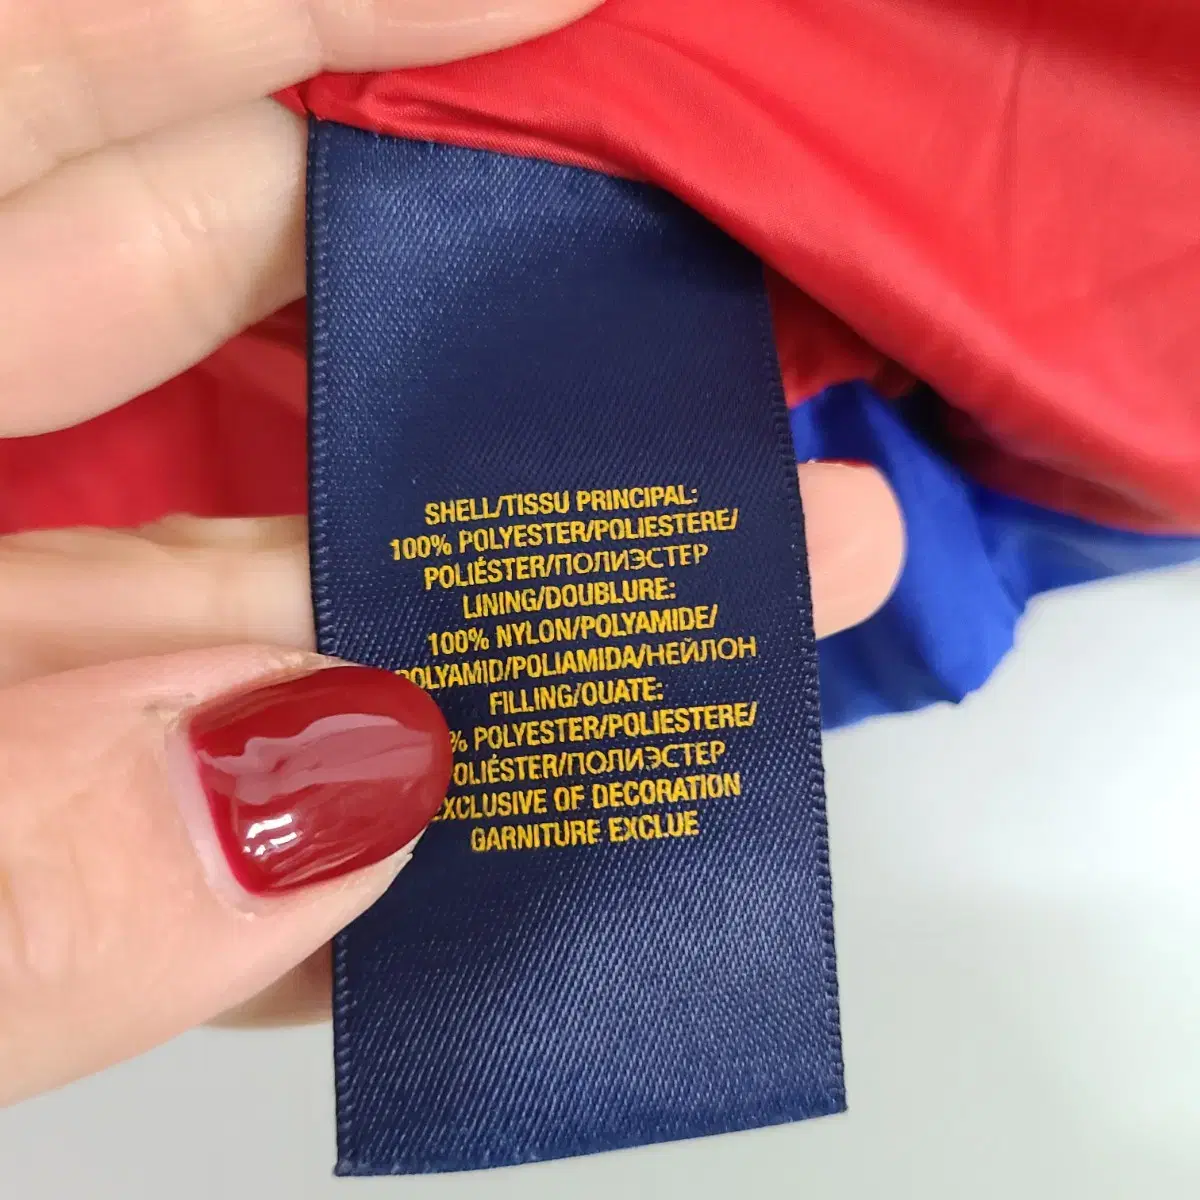 SHELL/TISSU PRINCIPAL:
100% POLYESTER/POLIESTERE/
POLIÉSTER/ПОЛИЭСТЕР
LINING/DOUBLURE:
100% NYLON/POLYAMIDE/
POLYAMID/POLIAMIDA/НЕЙЛОН
FILLING/OUATE:
% POLYESTER/POLIESTERE/
OLIÉSTER/ПОЛИЭСТЕР
EXCLUSIVE OF DECORATION
GARNITURE EXCLUE